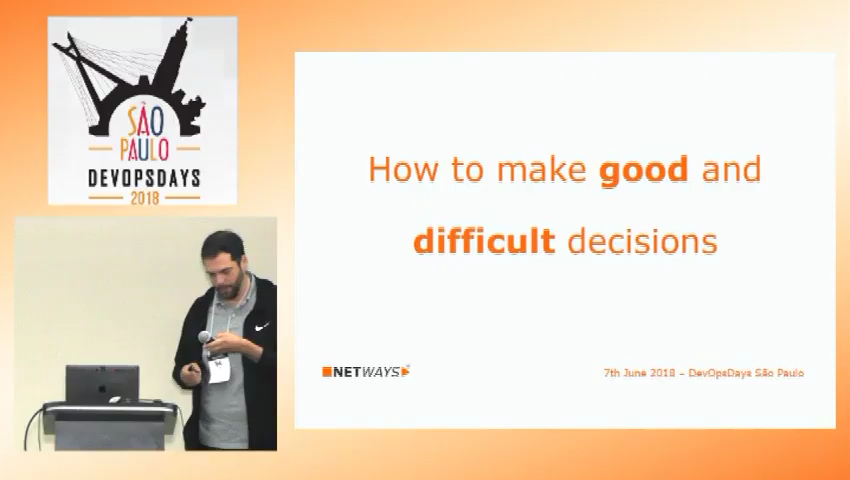 SÃO
PAULO
DEVOPSDAYS
2018
How to make good and
difficult decisions
NETWAYS
7th June 2018 – DevOpsDays São Paulo